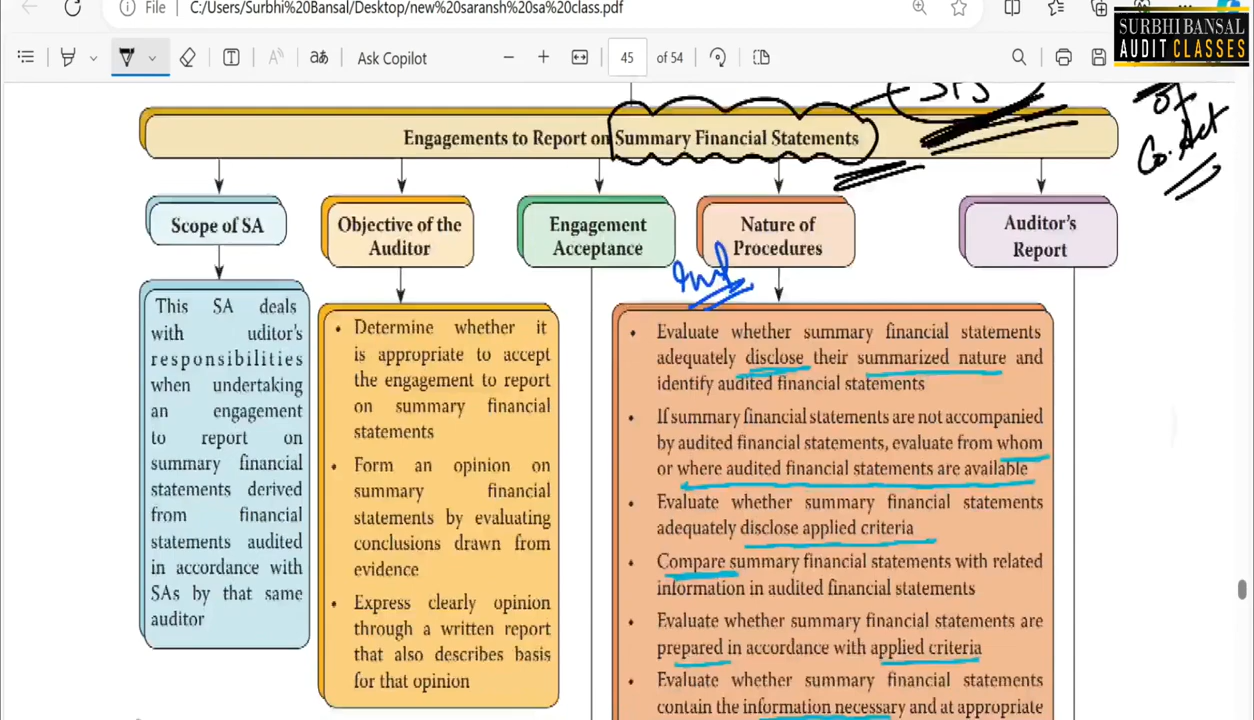 File
C:/Users/Surbhi%20Bansal/Desktop/new%20saransh%20sa%20class.pdf
SURBHI BANSAL
AUDIT CLASSES
Ask Copilot
45 of 54
SFS
of
Co. Act
Engagements to Report on Summary Financial Statements
Scope of SA
Objective of the
Auditor
Engagement
Acceptance
Nature of
Procedures
Auditor's
Report
This SA deals
with uditor's
responsibilities
when undertaking
an engagement
to report on
summary financial
statements derived
from financial
statements audited
in accordance with
SAs by that same
auditor
• Determine whether it
is appropriate to accept
the engagement to report
on summary financial
statements
• Form an opinion on
summary financial
statements by evaluating
conclusions drawn from
evidence
• Express clearly opinion
through a written report
that also describes basis
for that opinion
• Evaluate whether summary financial statements
adequately disclose their summarized nature and
identify audited financial statements
• If summary financial statements are not accompanied
by audited financial statements, evaluate from whom
or where audited financial statements are available
• Evaluate whether summary financial statements
adequately disclose applied criteria
• Compare summary financial statements with related
information in audited financial statements
• Evaluate whether summary financial statements are
prepared in accordance with applied criteria
• Evaluate whether summary financial statements
contain the information necessary and at appropriate